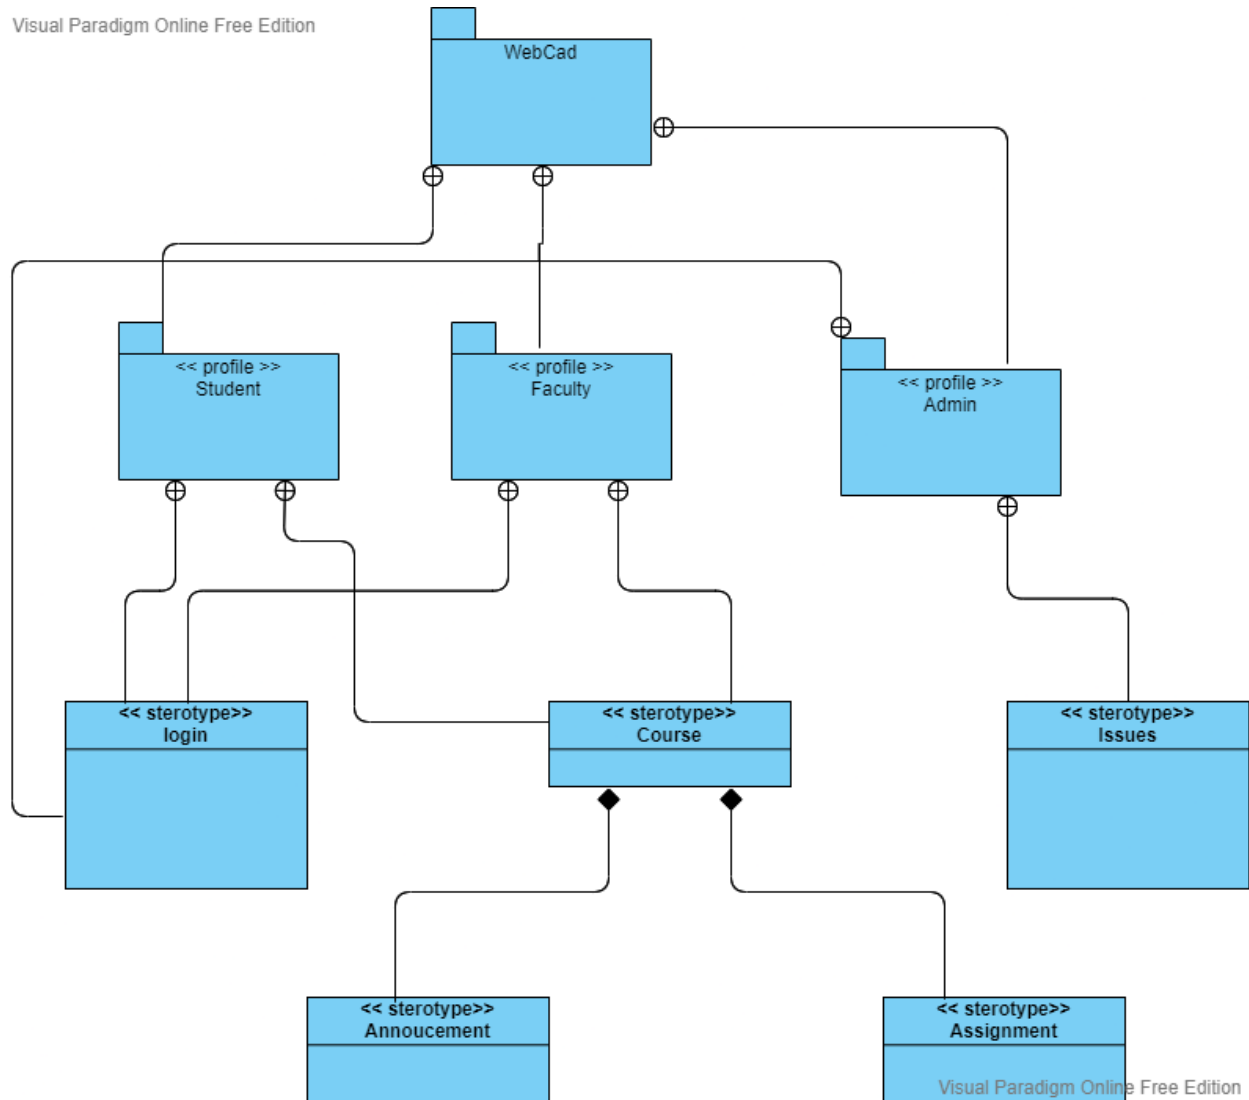 Visual Paradigm Online Free Edition
WebCad
<< profile >>
Student
<< profile >>
Faculty
<< profile >>
Admin
<< sterotype>>
login
<< sterotype>>
Course
<< sterotype>>
Issues
<< sterotype>>
Annoucement
<< sterotype>>
Assignment
Visual Paradigm Online Free Edition